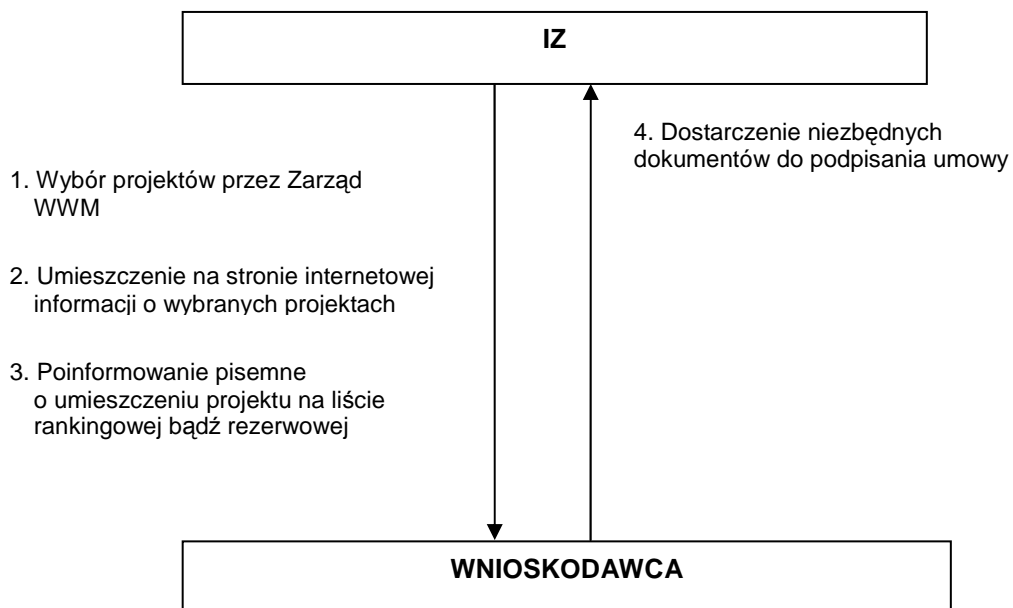 IZ
4. Dostarczenie niezbędnych
dokumentów do podpisania umowy
1. Wybór projektów przez Zarząd
WWM
2. Umieszczenie na stronie internetowej
informacji o wybranych projektach
3. Poinformowanie pisemne
o umieszczeniu projektu na liście
rankingowej bądź rezerwowej
WNIOSKODAWCA